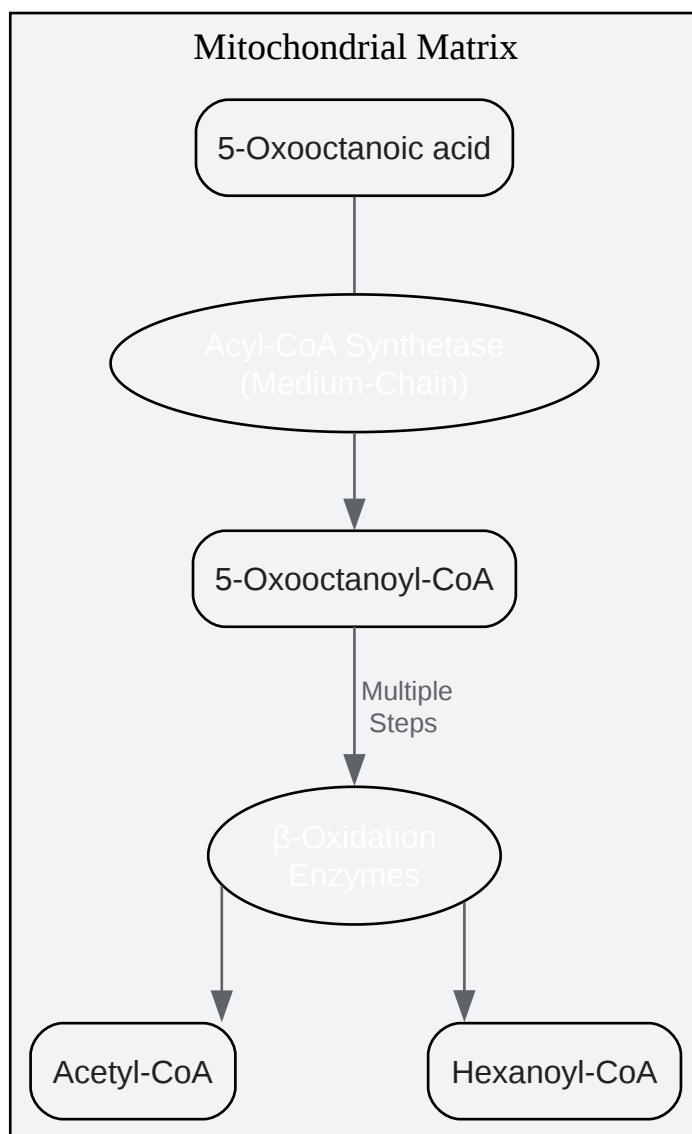 Mitochondrial Matrix
5-Oxooctanoic acid
Acyl-CoA Synthetase
(Medium-Chain)
5-Oxooctanoyl-CoA
Multiple
Steps
β-Oxidation
Enzymes
Acetyl-CoA
Hexanoyl-CoA